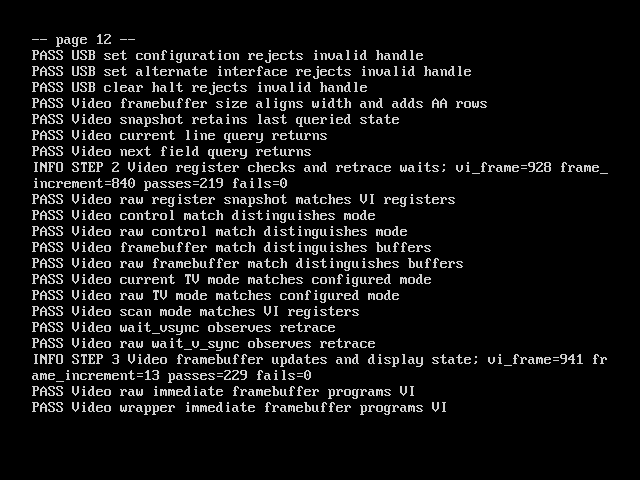 -- page 12 --
PASS USB set configuration rejects invalid handle
PASS USB set alternate interface rejects invalid handle
PASS USB clear halt rejects invalid handle
PASS Video framebuffer size aligns width and adds AA rows
PASS Video snapshot retains last queried state
PASS Video current line query returns
PASS Video next field query returns
INFO STEP 2 Video register checks and retrace waits; vi_frame=928 frame_
increment=840 passes=219 fails=0
PASS Video raw register snapshot matches VI registers
PASS Video control match distinguishes mode
PASS Video raw control match distinguishes mode
PASS Video framebuffer match distinguishes buffers
PASS Video raw framebuffer match distinguishes buffers
PASS Video current TV mode matches configured mode
PASS Video raw TV mode matches configured mode
PASS Video scan mode matches VI registers
PASS Video wait_vsync observes retrace
PASS Video raw wait_v_sync observes retrace
INFO STEP 3 Video framebuffer updates and display state; vi_frame=941 fr
ame_increment=13 passes=229 fails=0
PASS Video raw immediate framebuffer programs VI
PASS Video wrapper immediate framebuffer programs VI